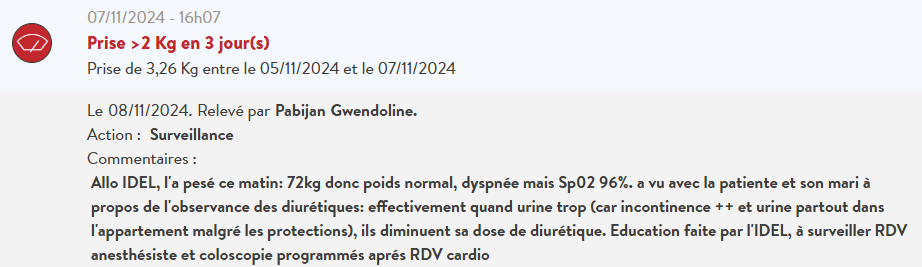 07/11/2024 - 16h07
Prise >2 Kg en 3 jour(s)
Prise de 3,26 Kg entre le 05/11/2024 et le 07/11/2024
Le 08/11/2024. Relevé par Pabijan Gwendoline.
Action : Surveillance
Commentaires :
Allo IDEL, l'a pesé ce matin: 72kg donc poids normal, dyspnée mais Sp02 96%. a vu avec la patiente et son mari à
propos de l'observance des diurétiques: effectivement quand urine trop (car incontinence ++ et urine partout dans
l'appartement malgré les protections), ils diminuent sa dose de diurétique. Education faite par l'IDEL, à surveiller RDV
anesthésiste et coloscopie programmés aprés RDV cardio